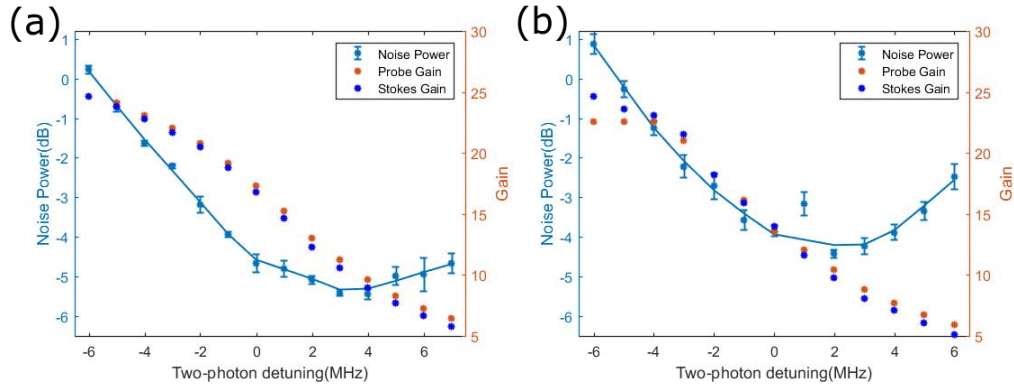 (a)
Noise Power(dB)
1
0
-1
-2
-3
-4
-5
-6
30
25
20
15
10
5
Gain
Noise Power
Probe Gain
Stokes Gain
-6 -4 -2 0 2 4 6
Two-photon detuning(MHz)
(b)
Noise Power(dB)
1
0
-1
-2
-3
-4
-5
-6
30
25
20
15
10
5
Gain
Noise Power
Probe Gain
Stokes Gain
-6 -4 -2 0 2 4 6
Two-photon detuning(MHz)